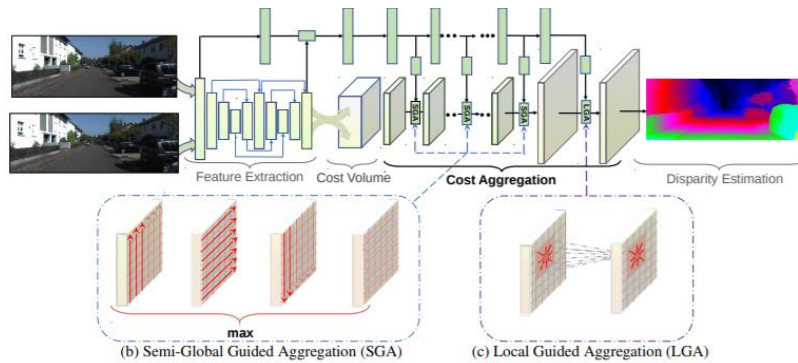 SGA
SGA
SGA
LGA
Feature Extraction
Cost Volume
Cost Aggregation
Disparity Estimation
max
(b) Semi-Global Guided Aggregation (SGA)
(c) Local Guided Aggregation (LGA)